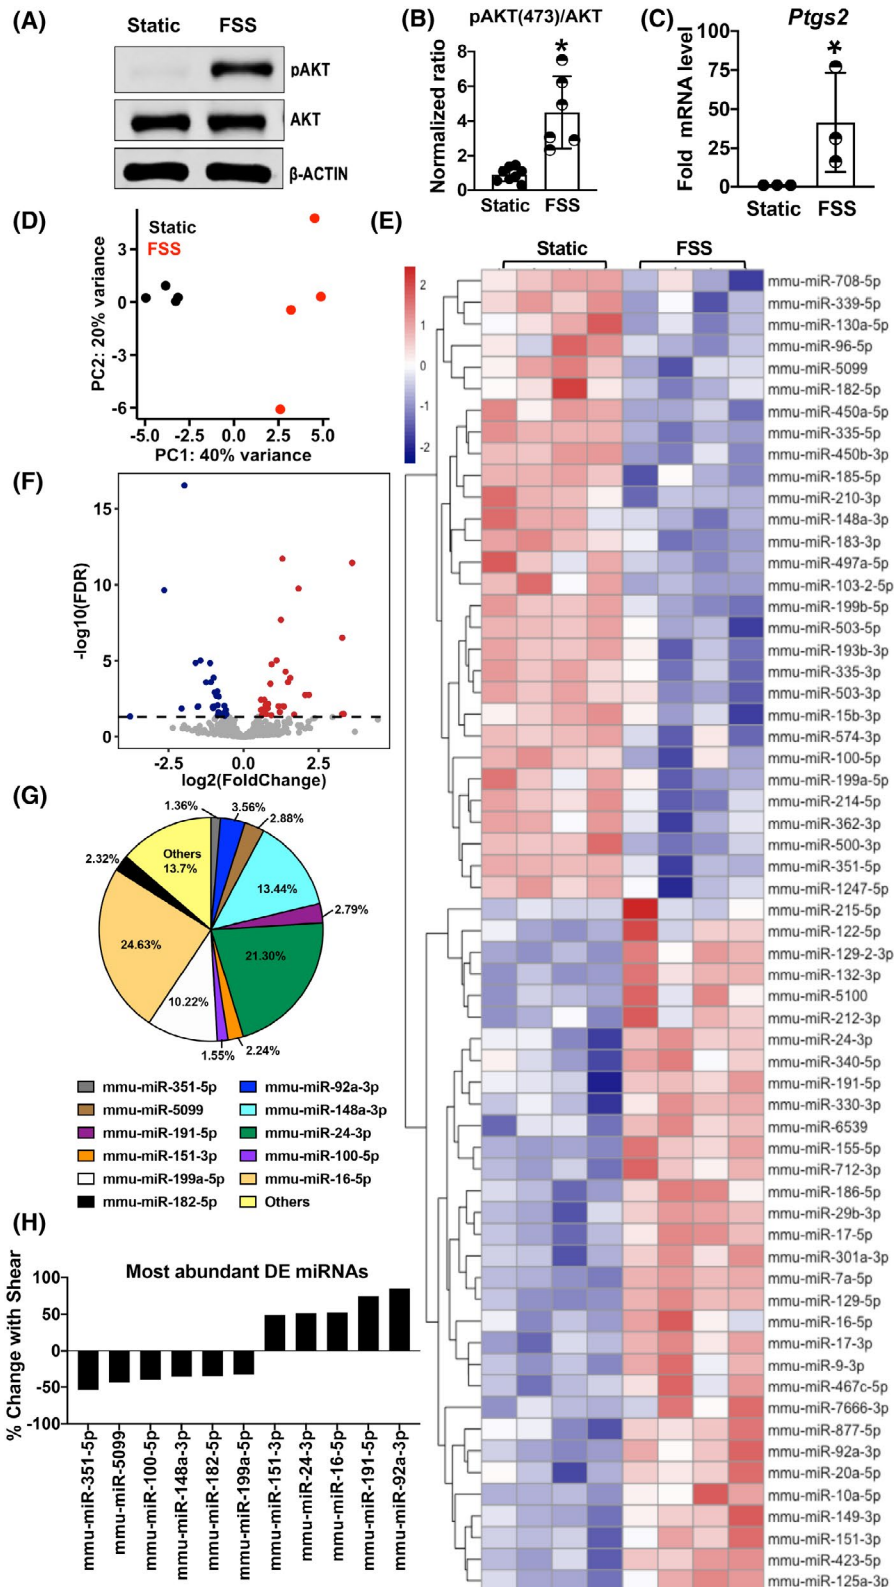 (A)
Static FSS
pAKT
AKT
β-ACTIN
(B)
pAKT(473)/AKT
Normalized ratio
8
6
4
2
0
*
Static FSS
(C)
Ptgs2
Fold mRNA level
100
75
50
25
0
*
Static FSS
(D)
Static
FSS
PC2: 20% variance
3
0
-3
-6
-5.0 -2.5 0.0 2.5 5.0
PC1: 40% variance
(E)
Static FSS
2
1
0
-1
-2
mmu-miR-708-5p
mmu-miR-339-5p
mmu-miR-130a-5p
mmu-miR-96-5p
mmu-miR-5099
mmu-miR-182-5p
mmu-miR-450a-5p
mmu-miR-335-5p
mmu-miR-450b-3p
mmu-miR-185-5p
mmu-miR-210-3p
mmu-miR-148a-3p
mmu-miR-183-3p
mmu-miR-497a-5p
mmu-miR-103-2-5p
mmu-miR-199b-5p
mmu-miR-503-5p
mmu-miR-193b-3p
mmu-miR-335-3p
mmu-miR-503-3p
mmu-miR-15b-3p
mmu-miR-574-3p
mmu-miR-100-5p
mmu-miR-199a-5p
mmu-miR-214-5p
mmu-miR-362-3p
mmu-miR-500-3p
mmu-miR-351-5p
mmu-miR-1247-5p
mmu-miR-215-5p
mmu-miR-122-5p
mmu-miR-129-2-3p
mmu-miR-132-3p
mmu-miR-5100
mmu-miR-212-3p
mmu-miR-24-3p
mmu-miR-340-5p
mmu-miR-191-5p
mmu-miR-330-3p
mmu-miR-6539
mmu-miR-155-5p
mmu-miR-712-3p
mmu-miR-186-5p
mmu-miR-29b-3p
mmu-miR-17-5p
mmu-miR-301a-3p
mmu-miR-7a-5p
mmu-miR-129-5p
mmu-miR-16-5p
mmu-miR-17-3p
mmu-miR-9-3p
mmu-miR-467c-5p
mmu-miR-7666-3p
mmu-miR-877-5p
mmu-miR-92a-3p
mmu-miR-20a-5p
mmu-miR-10a-5p
mmu-miR-149-3p
mmu-miR-151-3p
mmu-miR-423-5p
mmu-miR-125a-3p
(F)
-log10(FDR)
15
10
5
0
-2.5 0.0 2.5
log2(FoldChange)
(G)
1.36%
3.56%
2.88%
13.44%
2.79%
21.30%
2.24%
1.55%
10.22%
24.63%
2.32%
Others
13.7%
mmu-miR-351-5p mmu-miR-92a-3p
mmu-miR-5099 mmu-miR-148a-3p
mmu-miR-191-5p mmu-miR-24-3p
mmu-miR-151-3p mmu-miR-100-5p
mmu-miR-199a-5p mmu-miR-16-5p
mmu-miR-182-5p Others
(H)
Most abundant DE miRNAs
% Change with Shear
100
50
0
-50
-100
mmu-miR-351-5p
mmu-miR-5099
mmu-miR-100-5p
mmu-miR-148a-3p
mmu-miR-182-5p
mmu-miR-199a-5p
mmu-miR-151-3p
mmu-miR-24-3p
mmu-miR-16-5p
mmu-miR-191-5p
mmu-miR-92a-3p